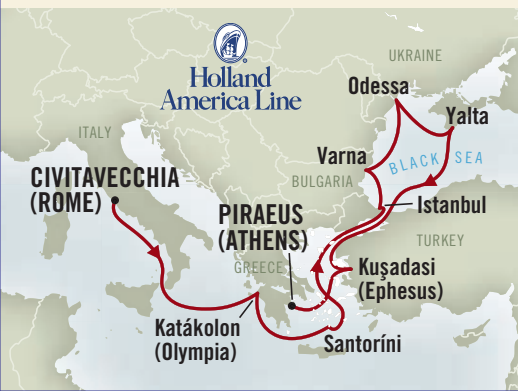 Holland
America Line
UKRAINE
Odessa
Yalta
ITALY
Varna
BLACK SEA
CIVITAVECCHIA
(ROME)
BULGARIA
Istanbul
PIRAEUS
(ATHENS)
TURKEY
GREECE
Kuşadasi
(Ephesus)
Katákolon
(Olympia)
Santoríni